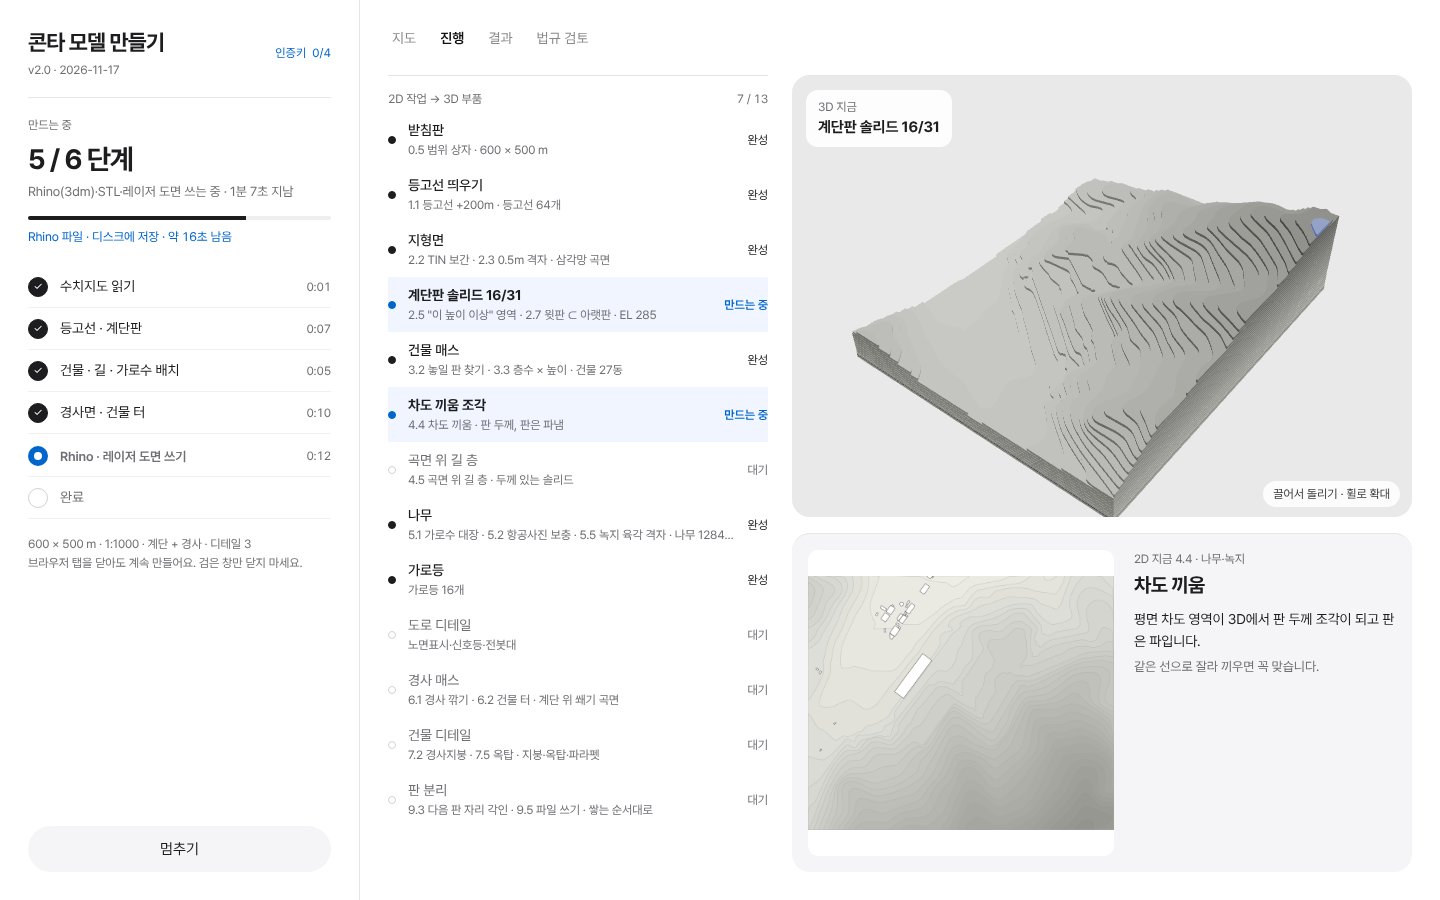 콘타 모델 만들기
v2.0 · 2026-11-17
인증키 0/4
만드는 중
5 / 6 단계
Rhino(3dm)·STL·레이저 도면 쓰는 중 · 1분 7초 지남
Rhino 파일 · 디스크에 저장 · 약 16초 남음
수치지도 읽기 0:01
등고선 · 계단판 0:07
건물 · 길 · 가로수 배치 0:05
경사면 · 건물 터 0:10
Rhino · 레이저 도면 쓰기 0:12
완료
600 × 500 m · 1:1000 · 계단 + 경사 · 디테일 3
브라우저 탭을 닫아도 계속 만들어요. 검은 창만 닫지 마세요.
멈추기
지도 진행 결과 법규 검토
2D 작업 → 3D 부품 7 / 13
받침판
0.5 범위 상자 · 600 × 500 m
완성
등고선 띄우기
1.1 등고선 +200m · 등고선 64개
완성
지형면
2.2 TIN 보간 · 2.3 0.5m 격자 · 삼각망 곡면
완성
계단판 솔리드 16/31
2.5 "이 높이 이상" 영역 · 2.7 윗판 ⊂ 아랫판 · EL 285
만드는 중
건물 매스
3.2 놓일 판 찾기 · 3.3 층수 × 높이 · 건물 27동
완성
차도 끼움 조각
4.4 차도 끼움 · 판 두께, 판은 파냄
만드는 중
곡면 위 길 층
4.5 곡면 위 길 층 · 두께 있는 솔리드
대기
나무
5.1 가로수 대장 · 5.2 항공사진 보충 · 5.5 녹지 육각 격자 · 나무 1284…
완성
가로등
가로등 16개
완성
도로 디테일
노면표시·신호등·전봇대
대기
경사 매스
6.1 경사 깎기 · 6.2 건물 터 · 계단 위 쐐기 곡면
대기
건물 디테일
7.2 경사지붕 · 7.5 옥탑 · 지붕·옥탑·파라펫
대기
판 분리
9.3 다음 판 자리 각인 · 9.5 파일 쓰기 · 쌓는 순서대로
대기
3D 지금
계단판 솔리드 16/31
끌어서 돌리기 · 휠로 확대
2D 지금 4.4 · 나무·녹지
차도 끼움
평면 차도 영역이 3D에서 판 두께 조각이 되고 판
은 파입니다.
같은 선으로 잘라 끼우면 꼭 맞습니다.